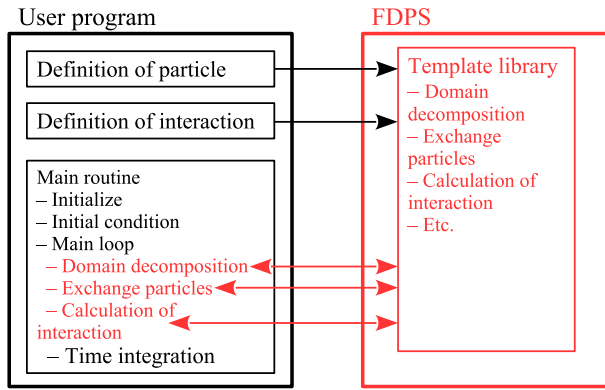 User program
Definition of particle
Definition of interaction
Main routine
– Initialize
– Initial condition
– Main loop
– Domain decomposition
– Exchange particles
– Calculation of
interaction
– Time integration
FDPS
Template library
– Domain
decomposition
– Exchange
particles
– Calculation of
interaction
– Etc.